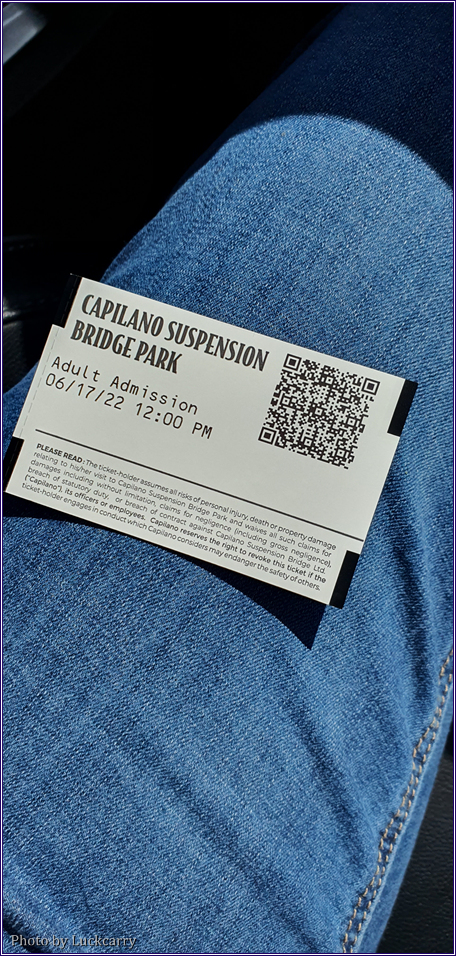 CAPILANO SUSPENSION
BRIDGE PARK
Adult Admission
06/17/22 12:00 PM
PLEASE READ: The ticket-holder assumes all risks of personal injury, death or property damage
relating to his/her visit to Capilano Suspension Bridge Park and waives all such claims for
damages including without limitation claims for negligence (including gross negligence),
breach of statutory duty, or breach of contract against Capilano Suspension Bridge Ltd.
("Capilano"), its officers or employees. Capilano reserves the right to revoke this ticket if the
ticket-holder engages in conduct which Capilano considers may endanger the safety of others.
Photo by Luckcarry